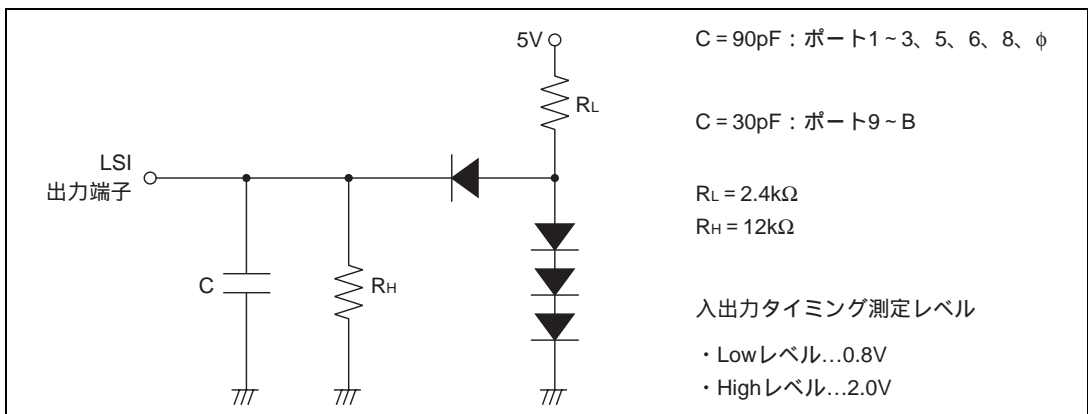 5V
RL
LSI
出力端子
C
RH
C = 90pF：ポート1 ~ 3、5、6、8、φ
C = 30pF：ポート9 ~ B
RL = 2.4kΩ
RH = 12kΩ
入出力タイミング測定レベル
・Lowレベル…0.8V
・Highレベル…2.0V